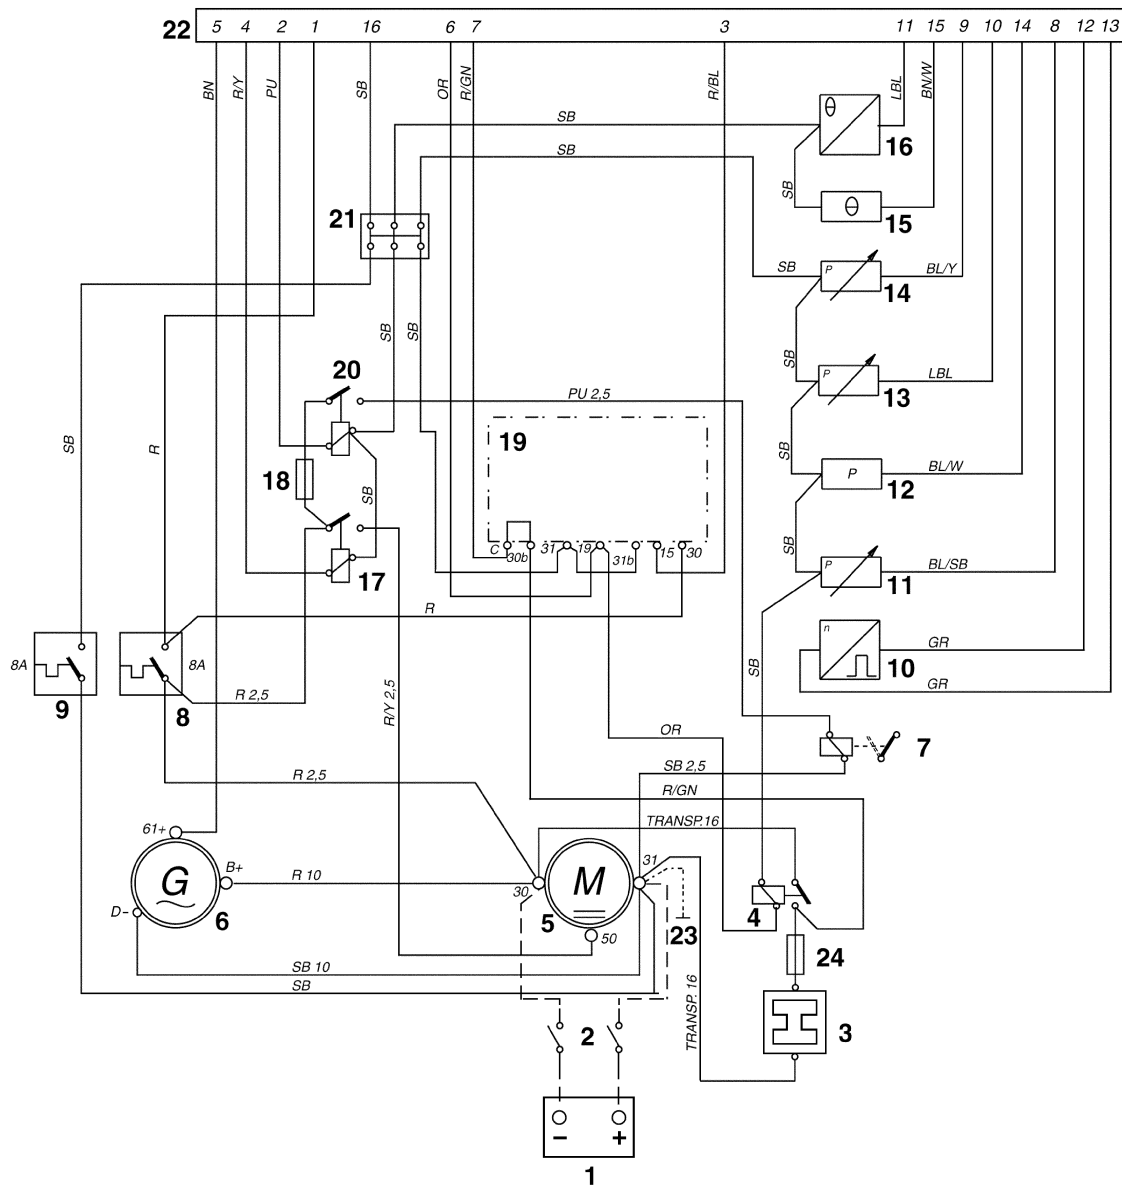 22 5 4 2 1 16 6 7 3 11 15 9 10 14 8 12 13
BN R/Y PU SB OR R/GN R/BL LBL BN/W
SB
θ
16
SB
SB
21
θ
15
SB
P
BL/Y
14
SB SB
SB
20
PU 2,5
P
LBL
13
19
SB
R
SB
18
SB
P
BL/W
12
C 30b 31 19 31b 15 30
SB
17
P
BL/SB
11
R
n
GR
10
GR
SB
8A
8A
9
8
R 2,5
R/Y 2,5
OR
7
SB 2,5
R 2,5
R/GN
61+
TRANSP.16
G
B+
R 10
30
M
31
D–
6
5
50
23
4
24
SB 10
SB
TRANSP. 16
2
3
– +
1